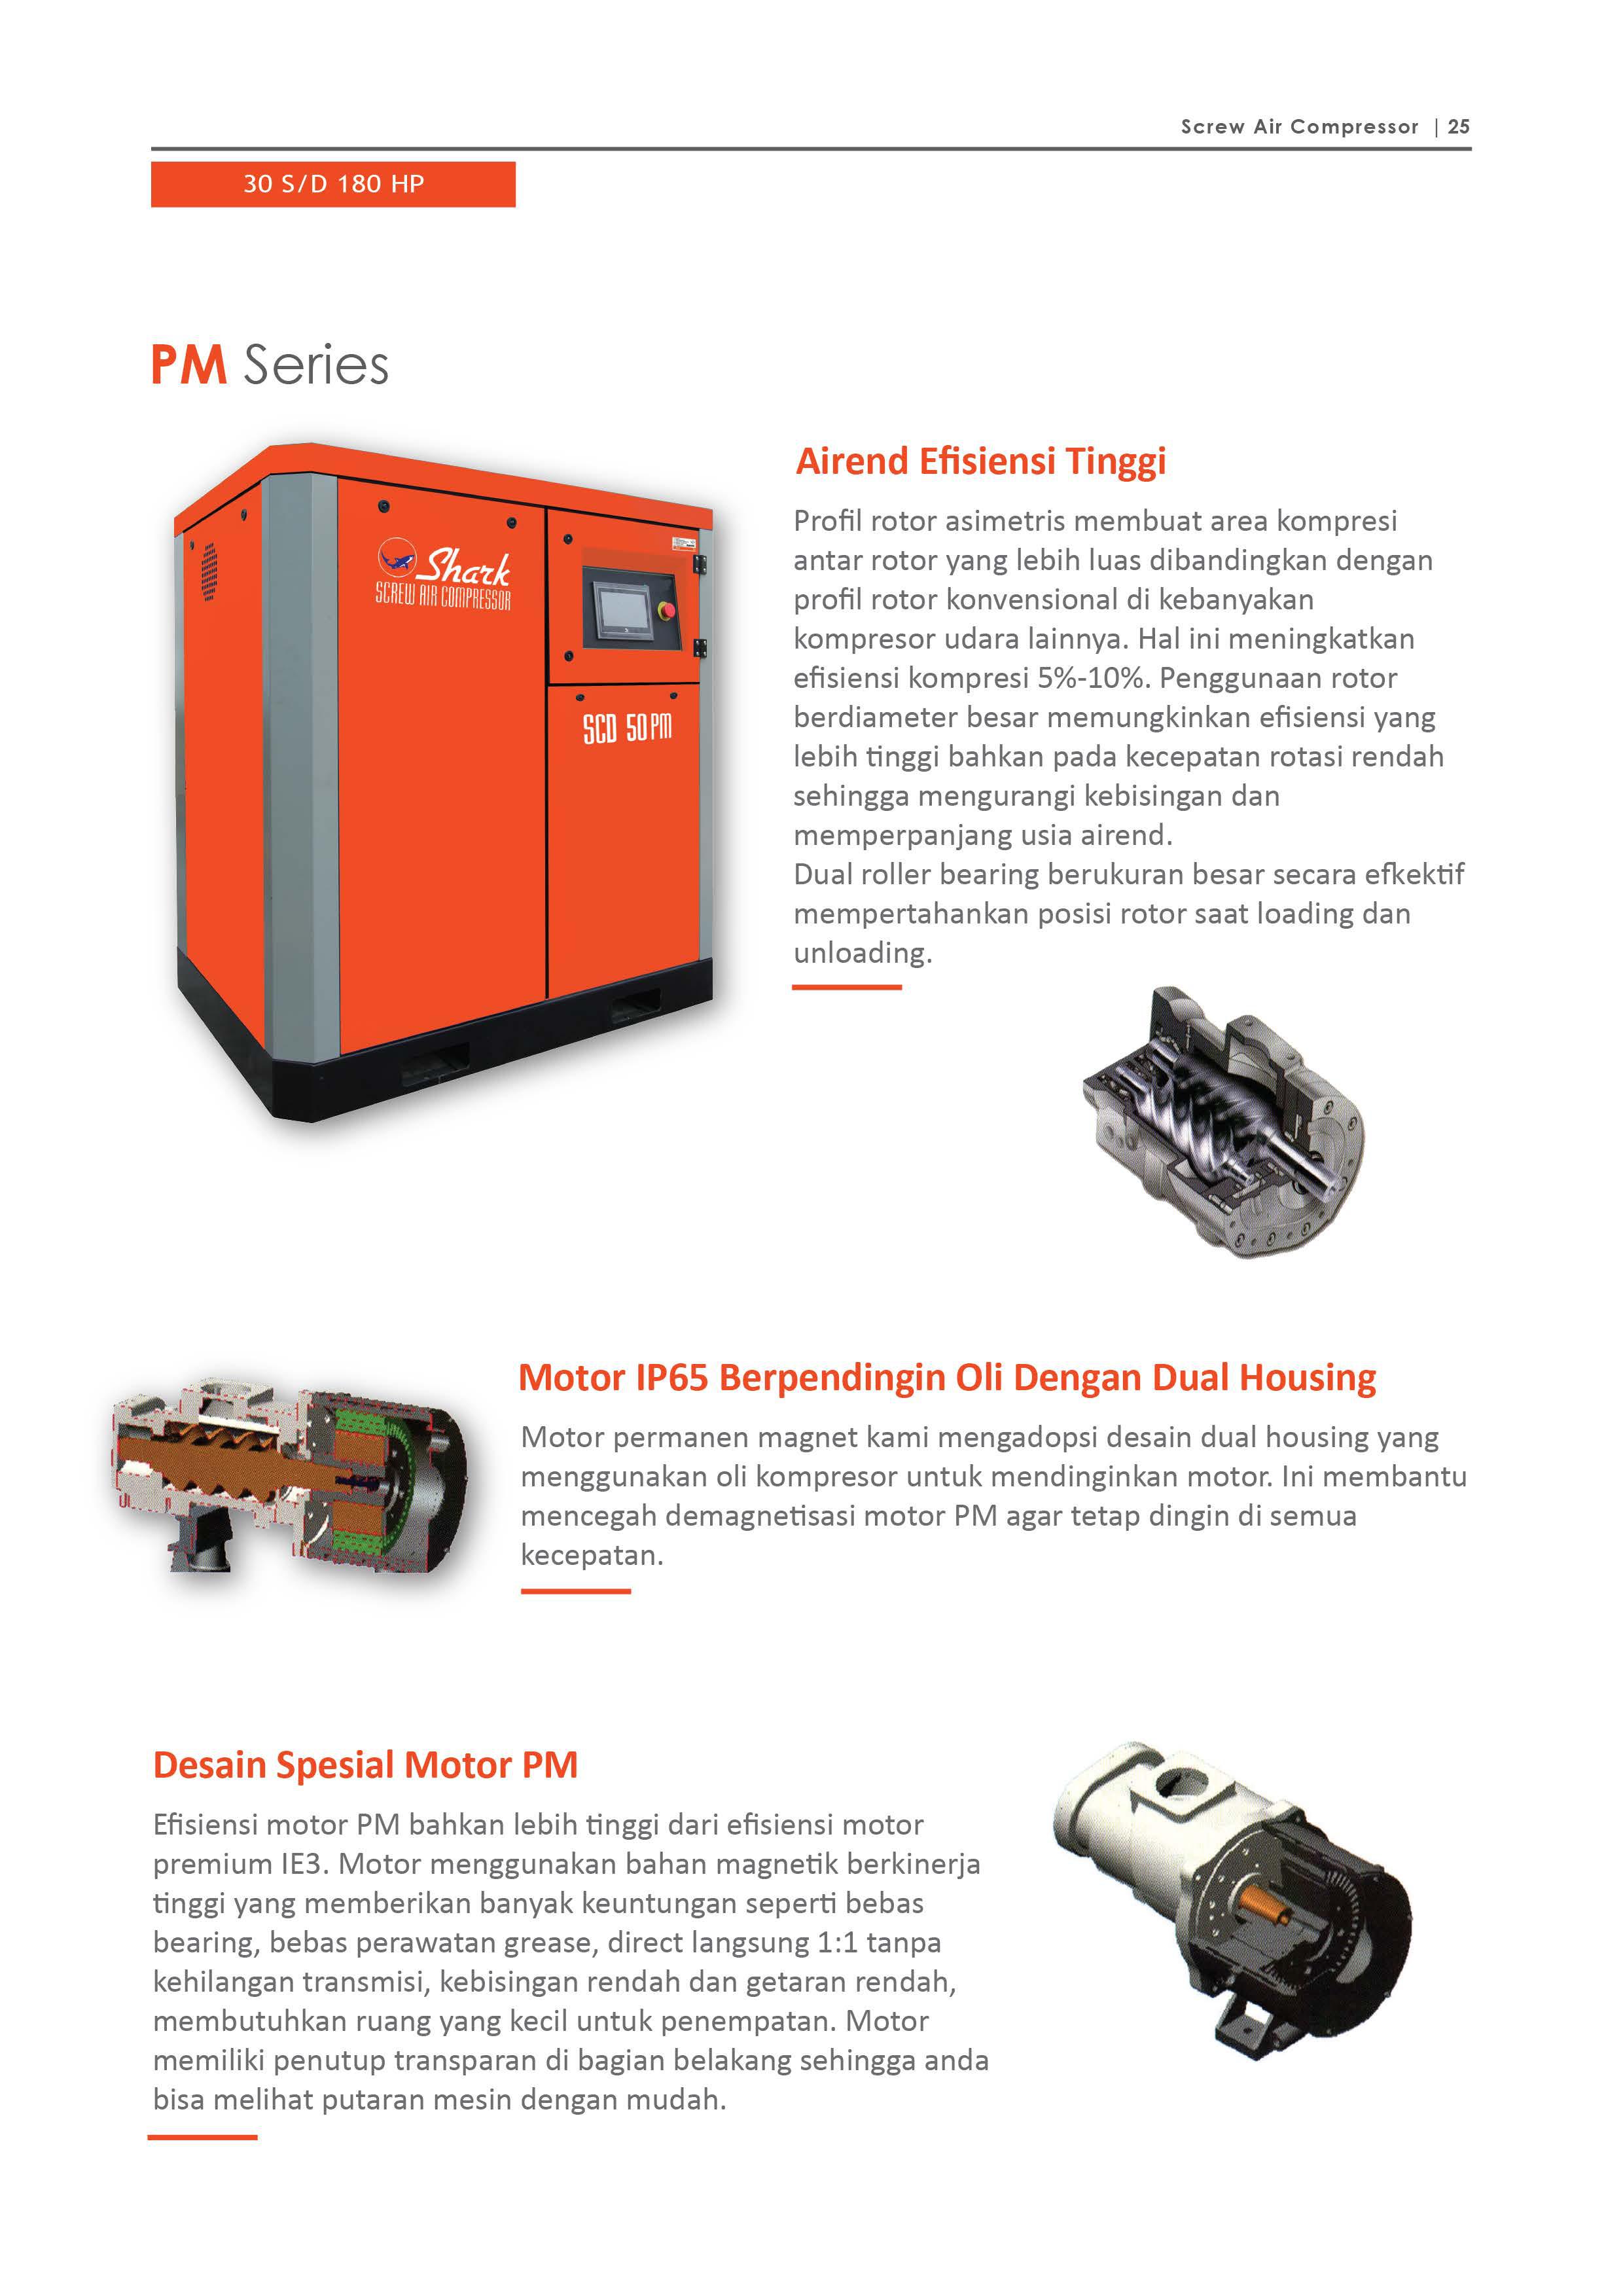 Screw Air Compressor | 25
30 S/D 180 HP
PM Series
Shark
SCREW AIR COMPRESSOR
SCD 50 PM
Airend Efisiensi Tinggi
Profil rotor asimetris membuat area kompresi
antar rotor yang lebih luas dibandingkan dengan
profil rotor konvensional di kebanyakan
kompresor udara lainnya. Hal ini meningkatkan
efisiensi kompresi 5%-10%. Penggunaan rotor
berdiameter besar memungkinkan efisiensi yang
lebih tinggi bahkan pada kecepatan rotasi rendah
sehingga mengurangi kebisingan dan
memperpanjang usia airend.
Dual roller bearing berukuran besar secara efkektif
mempertahankan posisi rotor saat loading dan
unloading.
Motor IP65 Berpendingin Oli Dengan Dual Housing
Motor permanen magnet kami mengadopsi desain dual housing yang
menggunakan oli kompresor untuk mendinginkan motor. Ini membantu
mencegah demagnetisasi motor PM agar tetap dingin di semua
kecepatan.
Desain Spesial Motor PM
Efisiensi motor PM bahkan lebih tinggi dari efisiensi motor
premium IE3. Motor menggunakan bahan magnetik berkinerja
tinggi yang memberikan banyak keuntungan seperti bebas
bearing, bebas perawatan grease, direct langsung 1:1 tanpa
kehilangan transmisi, kebisingan rendah dan getaran rendah,
membutuhkan ruang yang kecil untuk penempatan. Motor
memiliki penutup transparan di bagian belakang sehingga anda
bisa melihat putaran mesin dengan mudah.